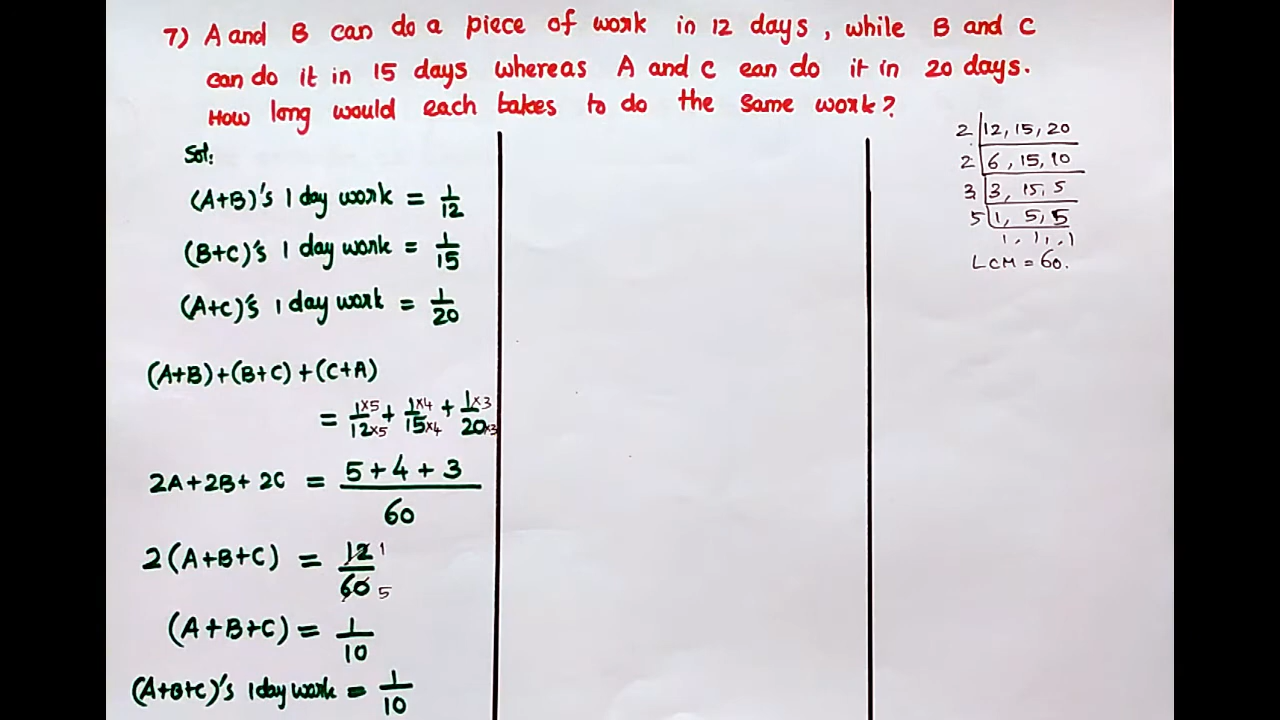 7) A and B can do a piece of work in 12 days, while B and C
can do it in 15 days whereas A and C ean do it in 20 days.
How long would each bakes to do the same work?
Sol:
(A+B)'s 1 day work = 1/12
(B+C)'s 1 day work = 1/15
(A+C)'s 1 day work = 1/20
(A+B)+(B+C)+(C+A)
= 1×5/12×5 + 1×4/15×4 + 1×3/20×3
2A+2B+2C = 5+4+3/60
2(A+B+C) = 12 1/60 5
(A+B+C) = 1/10
(A+B+C)'s 1 day work = 1/10
2 | 12, 15, 20
2 | 6, 15, 10
3 | 3, 15, 5
5 | 1, 5, 5
1, 1, 1
LCM = 60.